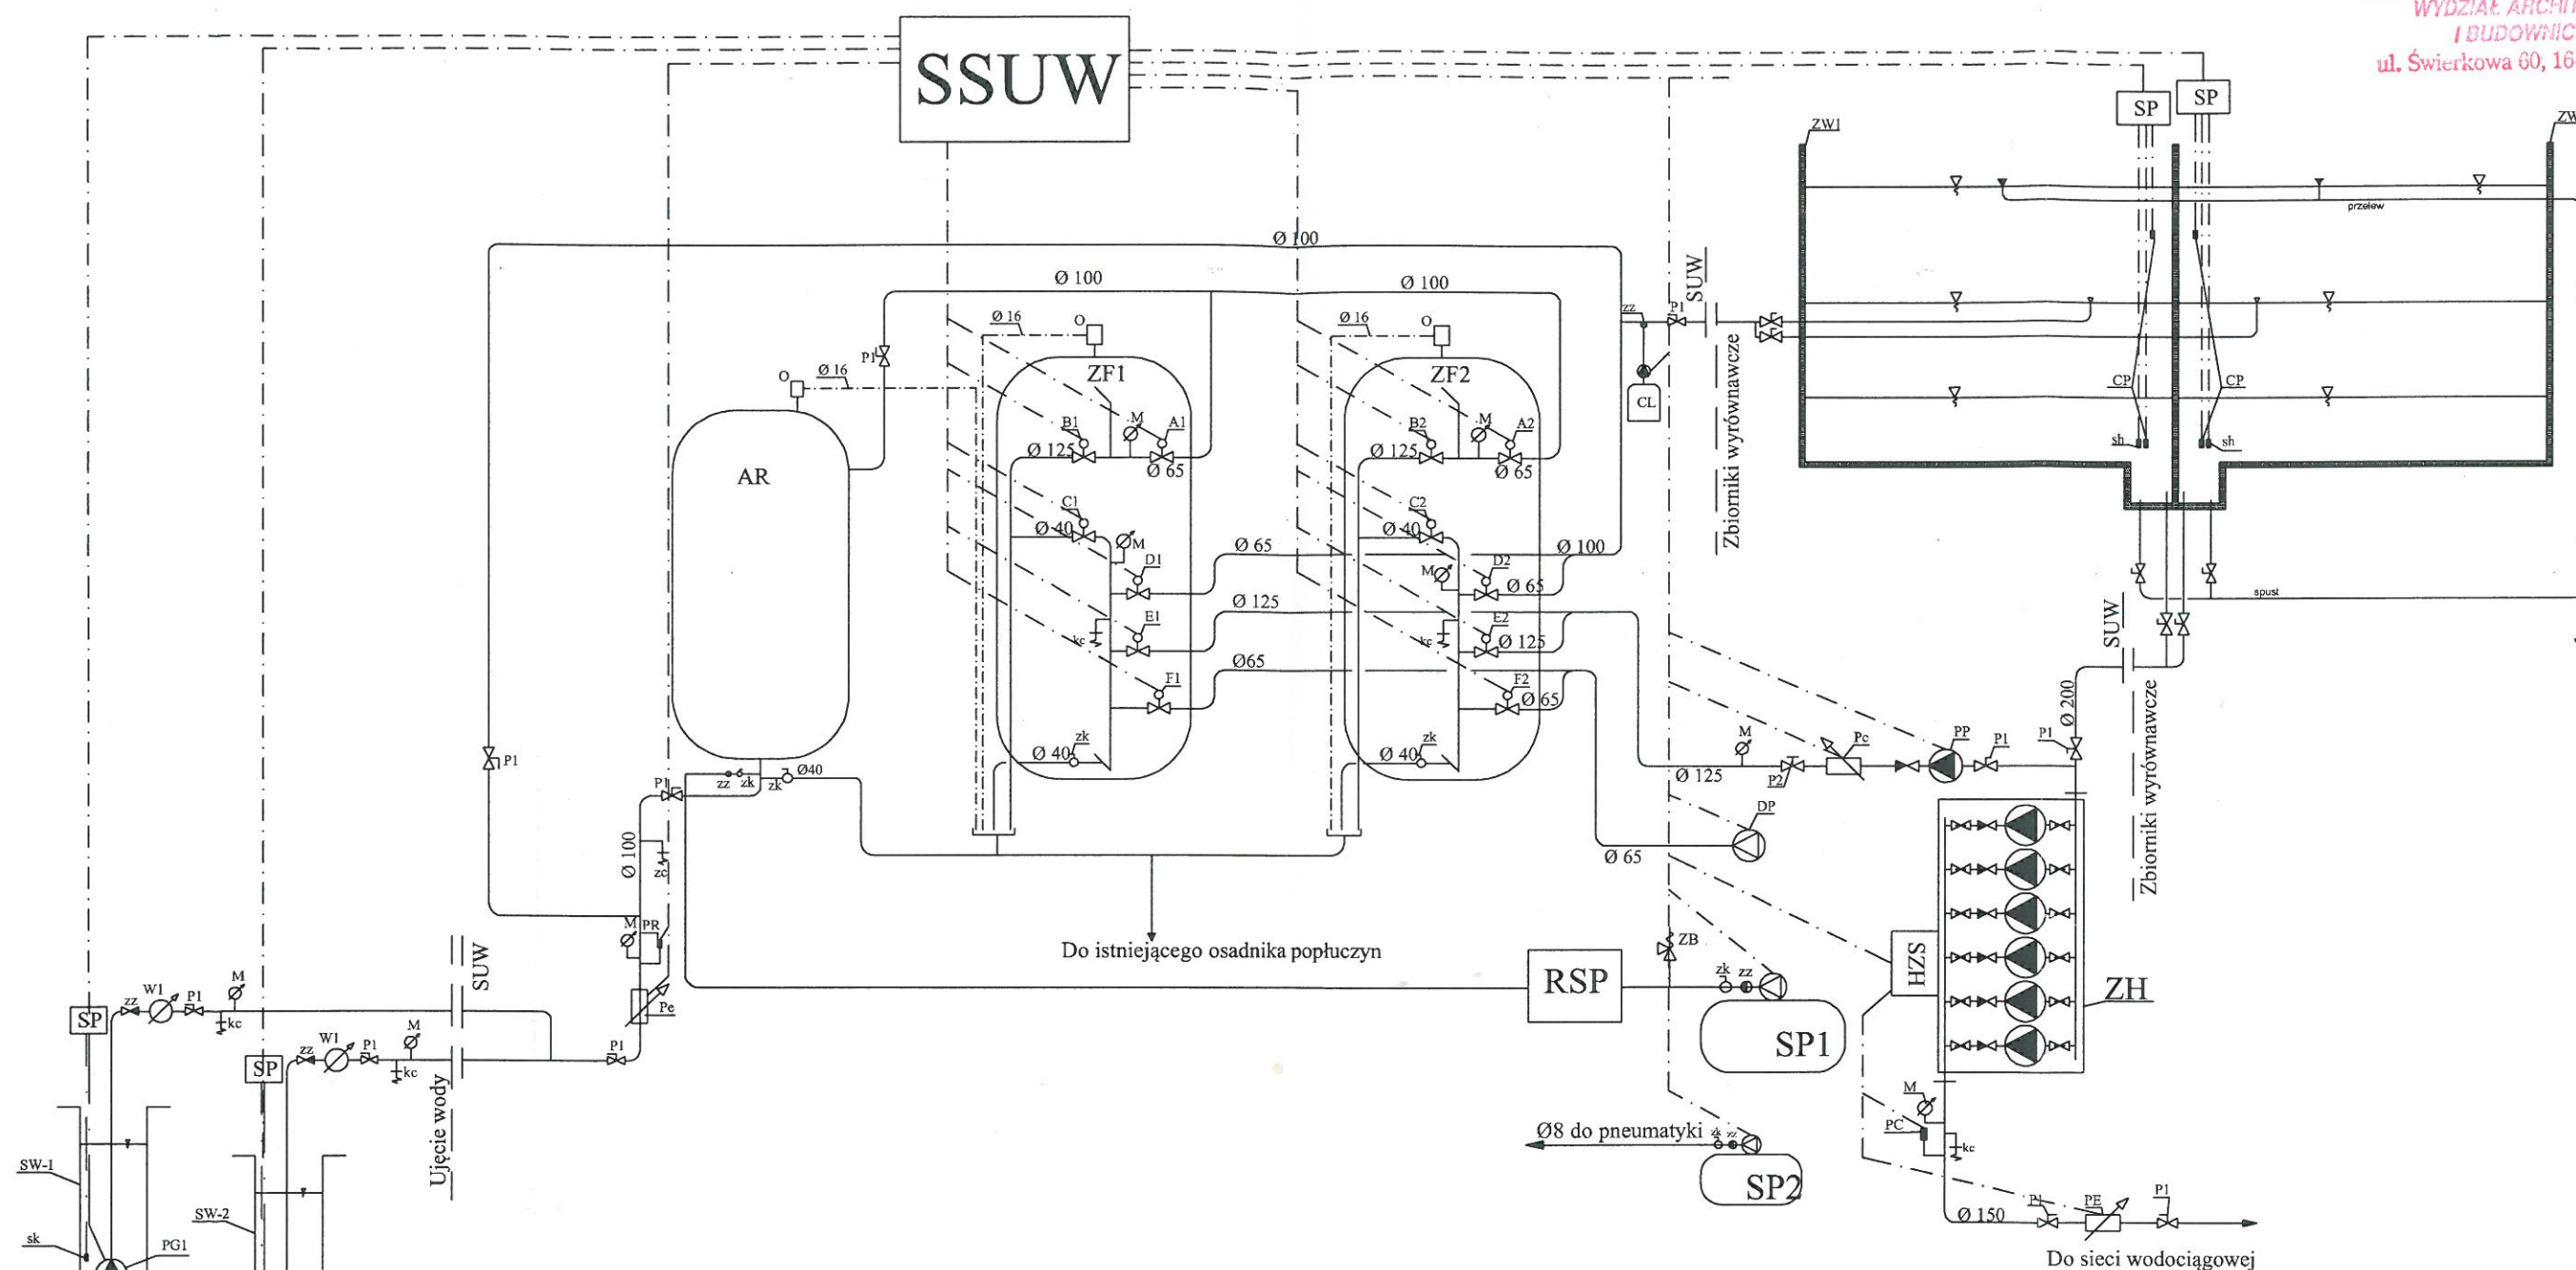 WYDZIAŁ ARCHIT
I BUDOWNIC
ul. Świerkowa 60, 16
SSUW
SP
SP
ZW1
ZW
przelew
Ø 100
SUW
Ø 100
Ø 100
zz
P1
Ø 16
O
Ø 16
O
P1
ZF1
ZF2
O
Ø 16
CP
CP
CL
Zbiorniki wyrównawcze
B1
M
A1
B2
M
A2
sh
sh
Ø 125
Ø 65
Ø 125
Ø 65
AR
C1
C2
Ø 40
M
Ø 40
Ø 65
Ø 100
D1
M
D2
Ø 65
spust
Ø 125
E1
kc
E2
kc
Ø 125
SUW
Ø65
F1
F2
Ø 65
Ø 200
zk
zk
M
Pc
PP
P1
P1
P1
Ø 40
Ø 40
Zbiorniki wyrównawcze
zz
zk
zk
Ø40
Ø 125
P2
P1
DP
Ø 100
zc
Ø 65
M
PR
SUW
Do istniejącego osadnika popłuczyn
ZB
HZS
ZH
RSP
zk
zz
M
W1
zz
P1
SP
kc
Pe
SP1
M
W1
zz
P1
P1
SP
kc
Ujęcie wody
M
PC
kc
Ø8 do pneumatyki
zk
zz
SP2
SW-1
SW-2
P1
PE
P1
Ø 150
sk
PG1
Do sieci wodociągowej